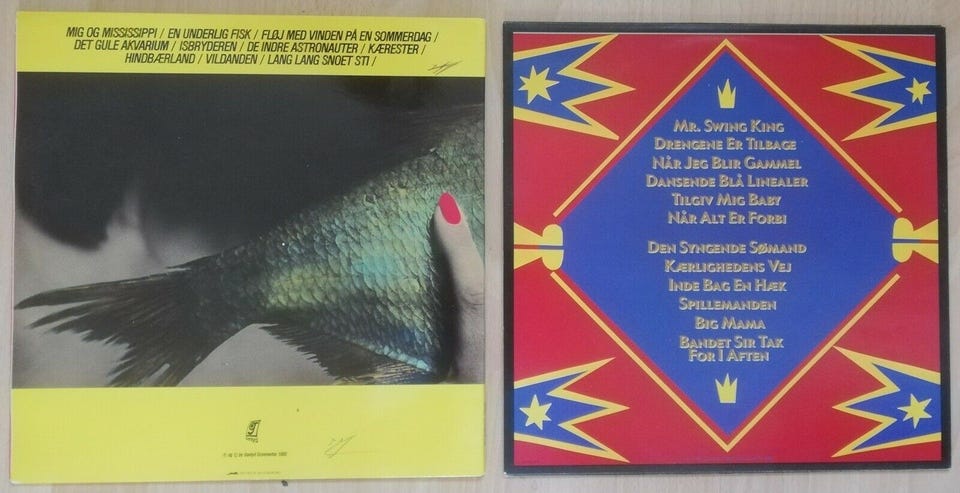 MIG OG MISSISSIPPI / EN UNDERLIG FISK / FLØJ MED VINDEN PÅ EN SOMMERDAG /
DET GULE AKVARIUM / ISBRYDEREN / DE INDRE ASTRONAUTER / KÆRESTER /
HINDBÆRLAND / VILDANDEN / LANG LANG SNOET STI /
MR. SWING KING
DRENGENE ER TILBAGE
NÅR JEG BLIR GAMMEL
DANSENDE BLÅ LINEALER
TILGIV MIG BABY
NÅR ALT ER FORBI
DEN SYNGENDE SØMAND
KÆRLIGHEDENS VEJ
INDE BAG EN HÆK
SPILLEMANDEN
BIG MAMA
BANDET SIR TAK
FOR I AFTEN